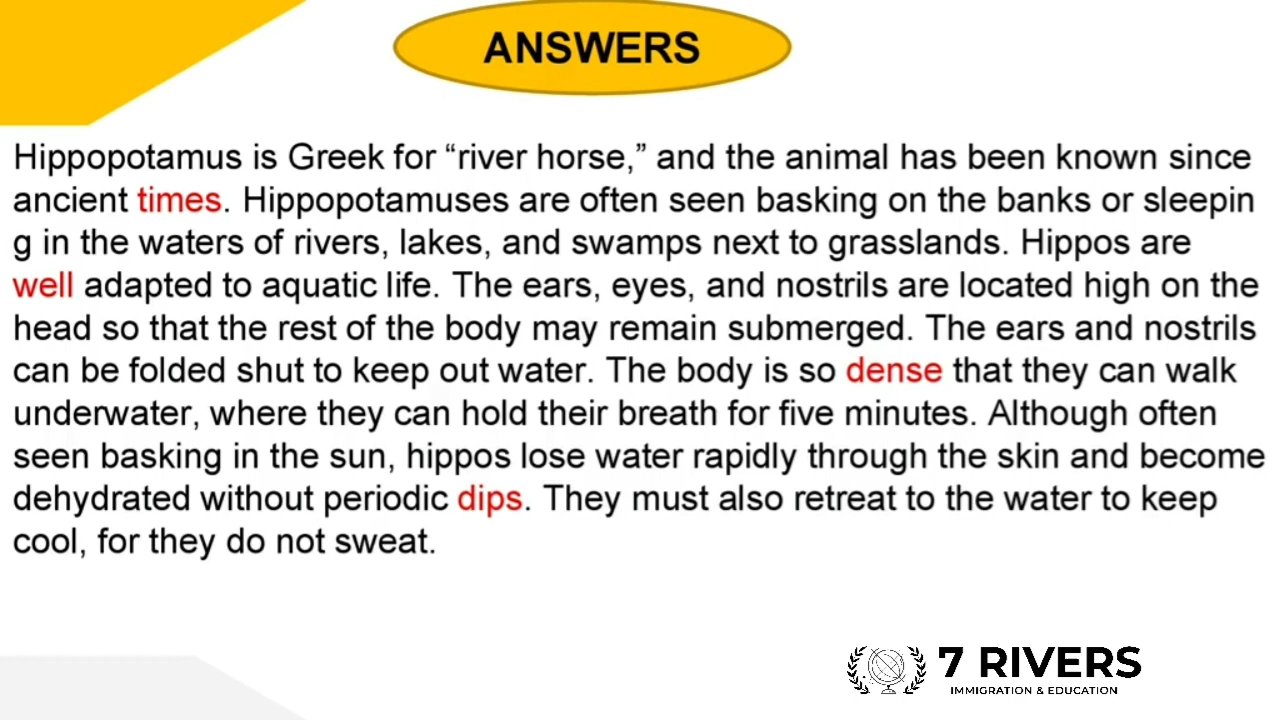 ANSWERS
Hippopotamus is Greek for “river horse,” and the animal has been known since
ancient times. Hippopotamuses are often seen basking on the banks or sleepin
g in the waters of rivers, lakes, and swamps next to grasslands. Hippos are
well adapted to aquatic life. The ears, eyes, and nostrils are located high on the
head so that the rest of the body may remain submerged. The ears and nostrils
can be folded shut to keep out water. The body is so dense that they can walk
underwater, where they can hold their breath for five minutes. Although often
seen basking in the sun, hippos lose water rapidly through the skin and become
dehydrated without periodic dips. They must also retreat to the water to keep
cool, for they do not sweat.
7 RIVERS
IMMIGRATION & EDUCATION